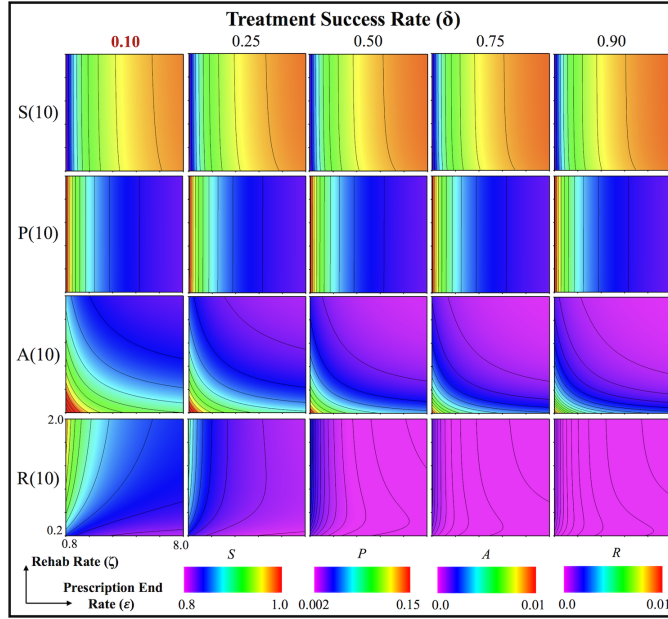 Treatment Success Rate (δ)
0.10 0.25 0.50 0.75 0.90
S(10)
P(10)
A(10)
2.0
R(10)
0.2
0.8 8.0
S P A R
Rehab Rate (ζ)
Prescription End
Rate (ε)
0.8 1.0 0.002 0.15 0.0 0.01 0.0 0.01